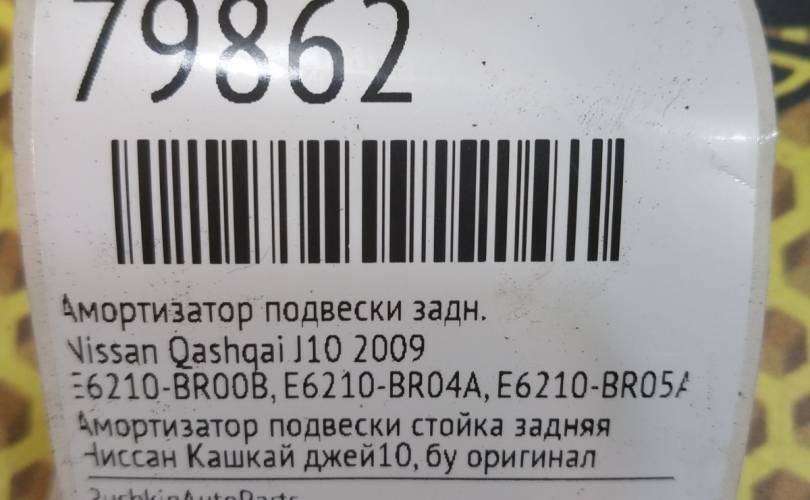 79862
Амортизатор подвески задн.
Nissan Qashqai J10 2009
E6210-BR00B, E6210-BR04A, E6210-BR05A
Амортизатор подвески стойка задняя
Ниссан Кашкай джей10, бу оригинал